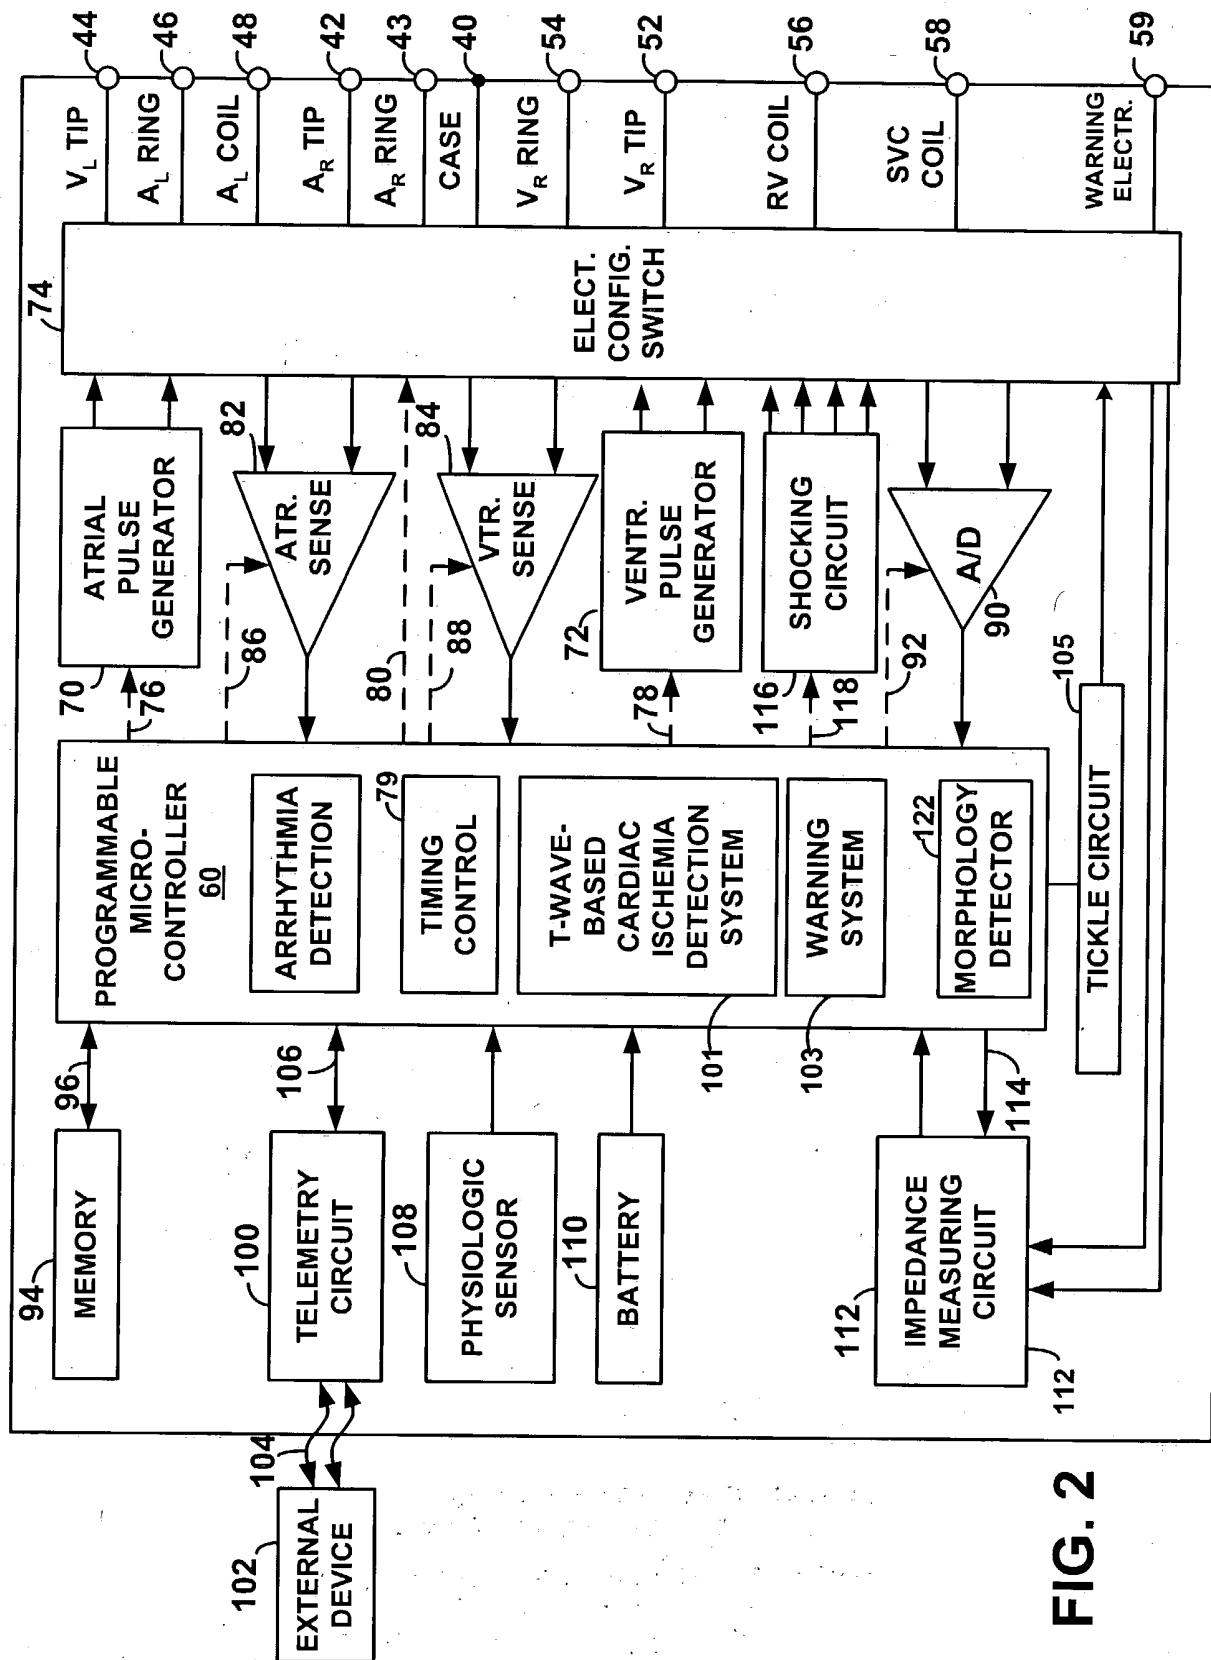 44
46
48
42
43
40
54
52
56
58
59
V_L TIP
A_L RING
A_L COIL
A_R TIP
A_R RING
CASE
V_R RING
V_R TIP
RV COIL
SVC
COIL
WARNING
ELECTR.
74
ELECT.
CONFIG.
SWITCH
ATRIAL
PULSE
GENERATOR
70
76
82
ATR.
SENSE
86
80
84
VTR.
SENSE
88
72
VENTR.
PULSE
GENERATOR
78
SHOCKING
CIRCUIT
116
118
92
A/D
90
105
TICKLE CIRCUIT
PROGRAMMABLE
MICRO-
CONTROLLER
60
ARRHYTHMIA
DETECTION
79
TIMING
CONTROL
T-WAVE-
BASED
CARDIAC
ISCHEMIA
DETECTION
SYSTEM
101
WARNING
SYSTEM
103
122
MORPHOLOGY
DETECTOR
96
106
114
94
MEMORY
100
TELEMETRY
CIRCUIT
108
PHYSIOLOGIC
SENSOR
110
BATTERY
112
IMPEDANCE
MEASURING
CIRCUIT
112
104
102
EXTERNAL
DEVICE
FIG. 2